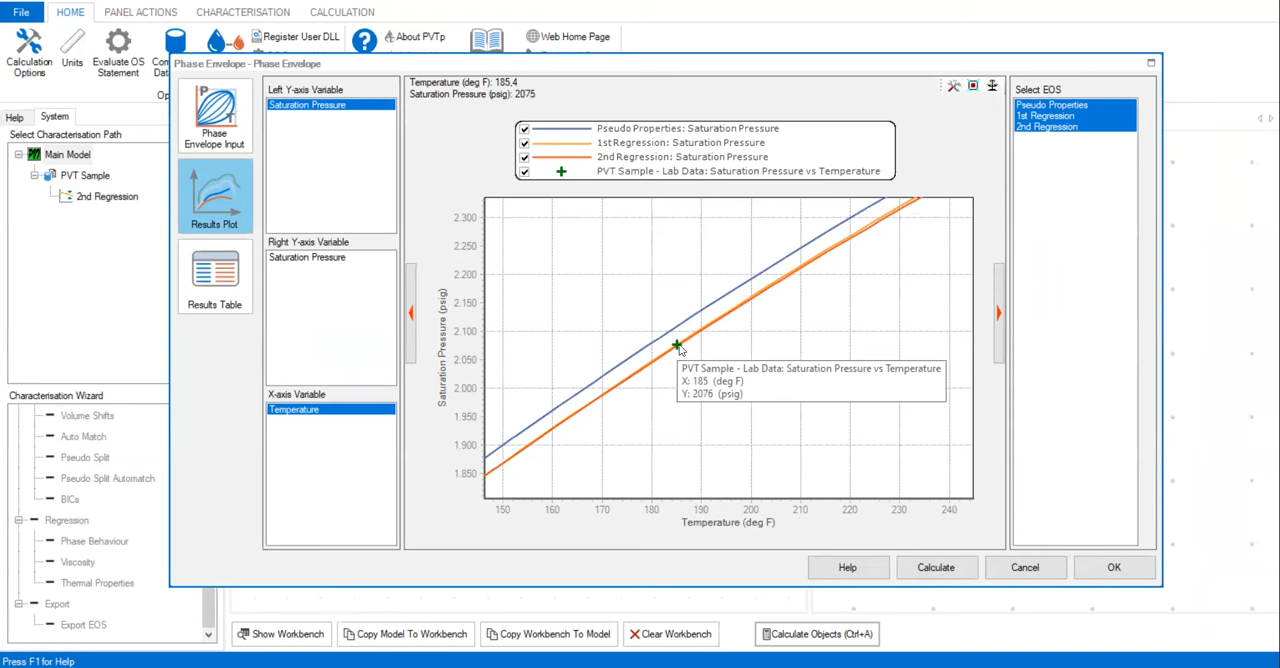 File HOME PANEL ACTIONS CHARACTERISATION CALCULATION
Calculation Options
Units
Evaluate OS Statement
Register User DLL
About PVTp
Web Home Page
Phase Envelope - Phase Envelope
Help System
Select Characterisation Path
Main Model
PVT Sample
2nd Regression
Characterisation Wizard
Volume Shifts
Auto Match
Pseudo Split
Pseudo Split Automatch
BICs
Regression
Phase Behaviour
Viscosity
Thermal Properties
Export
Export EOS
Phase Envelope Input
Results Plot
Results Table
Left Y-axis Variable
Saturation Pressure
Right Y-axis Variable
Saturation Pressure
X-axis Variable
Temperature
Temperature (deg F): 185,4
Saturation Pressure (psig): 2075
Pseudo Properties: Saturation Pressure
1st Regression: Saturation Pressure
2nd Regression: Saturation Pressure
PVT Sample - Lab Data: Saturation Pressure vs Temperature
Saturation Pressure (psig)
2.300
2.250
2.200
2.150
2.100
2.050
2.000
1.950
1.900
1.850
PVT Sample - Lab Data: Saturation Pressure vs Temperature
X: 185 (deg F)
Y: 2076 (psig)
150 160 170 180 190 200 210 220 230 240
Temperature (deg F)
Select EOS
Pseudo Properties
1st Regression
2nd Regression
Help Calculate Cancel OK
Show Workbench Copy Model To Workbench Copy Workbench To Model Clear Workbench Calculate Objects (Ctrl+A)
Press F1 for Help